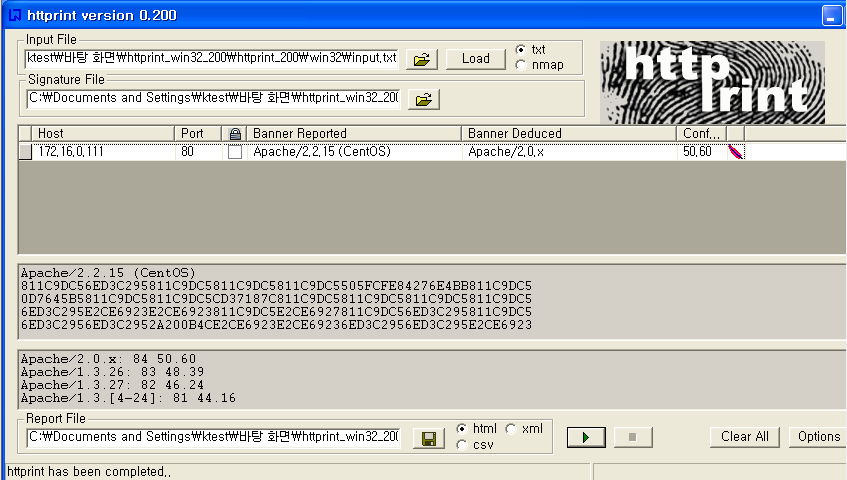 httprint version 0.200
Input File
ktest₩바탕 화면₩httprint_win32_200₩httprint_200₩win32₩input.txt
Load
txt
nmap
Signature File
C:₩Documents and Settings₩ktest₩바탕 화면₩httprint_win32_200
http
print
Host Port Banner Reported Banner Deduced Conf...
172.16.0.111 80 Apache/2.2.15 (CentOS) Apache/2.0.x 50.60
Apache/2.2.15 (CentOS)
811C9DC56ED3C295811C9DC5811C9DC5811C9DC5505FCFE84276E4BB811C9DC5
0D7645B5811C9DC5811C9DC5CD37187C811C9DC5811C9DC5811C9DC5811C9DC5
6ED3C295E2CE6923E2CE6923811C9DC5E2CE6927811C9DC56ED3C295811C9DC5
6ED3C2956ED3C2952A200B4CE2CE6923E2CE69236ED3C2956ED3C295E2CE6923
Apache/2.0.x: 84 50.60
Apache/1.3.26: 83 48.39
Apache/1.3.27: 82 46.24
Apache/1.3.[4-24]: 81 44.16
Report File
C:₩Documents and Settings₩ktest₩바탕 화면₩httprint_win32_200
html
xml
csv
Clear All
Options
httprint has been completed..